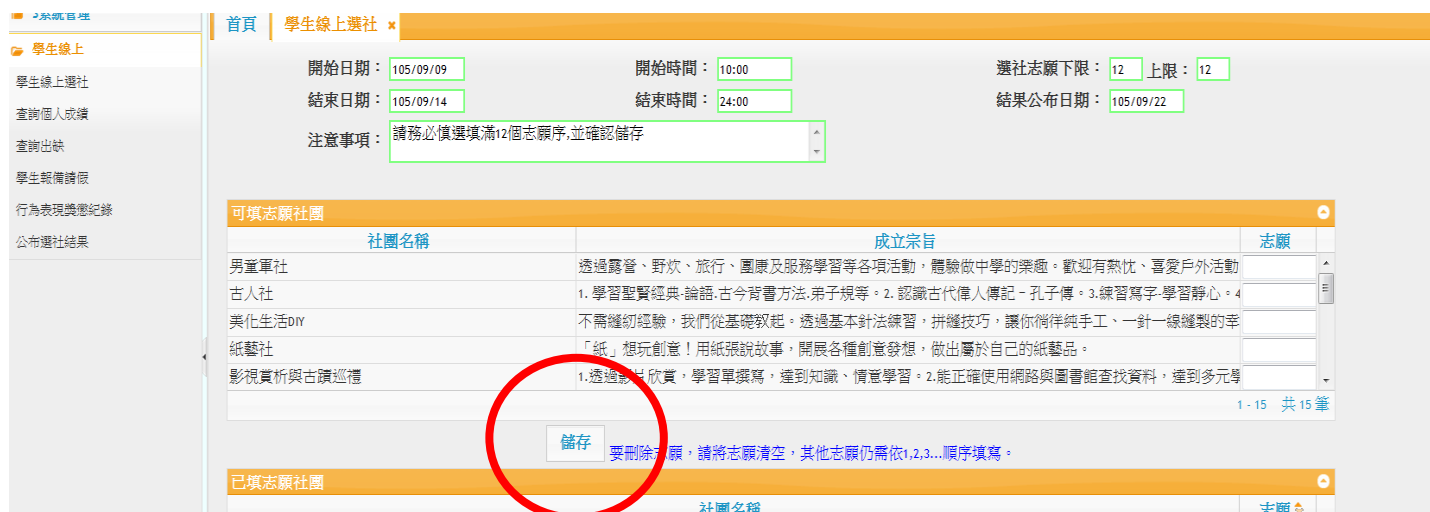 3系統管理
首頁 學生線上選社 ×
學生線上
學生線上選社
查詢個人成績
查詢出缺
學生報備請假
行為表現獎懲紀錄
公布選社結果
開始日期： 105/09/09 開始時間： 10:00 選社志願下限： 12 上限： 12
結束日期： 105/09/14 結束時間： 24:00 結果公布日期： 105/09/22
注意事項： 請務必慎選填滿12個志願序,並確認儲存
可填志願社團
社團名稱 成立宗旨 志願
男童軍社 透過露營、野炊、旅行、團康及服務學習等各項活動，體驗做中學的樂趣。歡迎有熱忱、喜愛戶外活動
古人社 1. 學習聖賢經典-論語.古今背書方法.弟子規等。2. 認識古代偉人傳記－孔子傳。3.練習寫字-學習靜心。4
美化生活DIY 不需縫紉經驗，我們從基礎教起。透過基本針法練習，拼縫技巧，讓你徜徉純手工、一針一線縫製的幸
紙藝社 「紙」想玩創意！用紙張說故事，開展各種創意發想，做出屬於自己的紙藝品。
影視賞析與古蹟巡禮 1.透過影片欣賞，學習單撰寫，達到知識、情意學習。2.能正確使用網路與圖書館查找資料，達到多元學
1 - 15 共 15 筆
儲存 要刪除志願，請將志願清空，其他志願仍需依1,2,3...順序填寫。
已填志願社團
社團名稱 志願